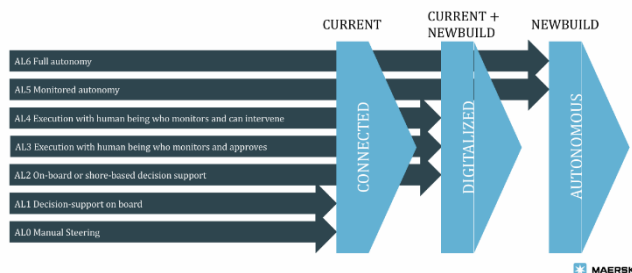 CURRENT
CURRENT +
NEWBUILD
NEWBUILD
AL6 Full autonomy
AL5 Monitored autonomy
AL4 Execution with human being who monitors and can intervene
AL3 Execution with human being who monitors and approves
AL2 On-board or shore-based decision support
AL1 Decision-support on board
AL0 Manual Steering
CONNECTED
DIGITALIZED
AUTONOMOUS
MAERSK